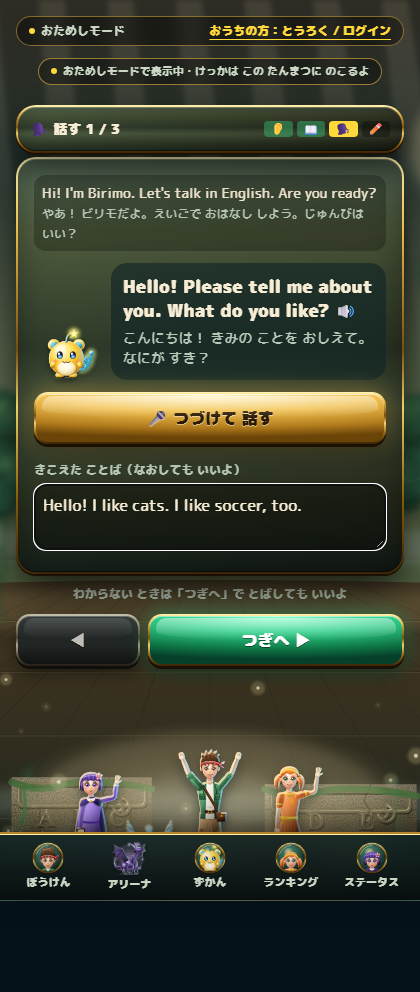 おためしモード
おうちの方：とうろく / ログイン
おためしモードで表示中・けっかは この たんまつに のこるよ
話す 1 / 3
Hi! I'm Birimo. Let's talk in English. Are you ready?
やあ！ ビリモだよ。えいごで おはなし しよう。じゅんびは
いい？
Hello! Please tell me about
you. What do you like?
こんにちは！ きみの ことを おしえて。
なにが すき？
つづけて 話す
きこえた ことば（なおしても いいよ）
Hello! I like cats. I like soccer, too.
わからない ときは「つぎへ」で とばしても いいよ
◀
つぎへ ▶
A
D
E
ぼうけん
アリーナ
ずかん
ランキング
ステータス